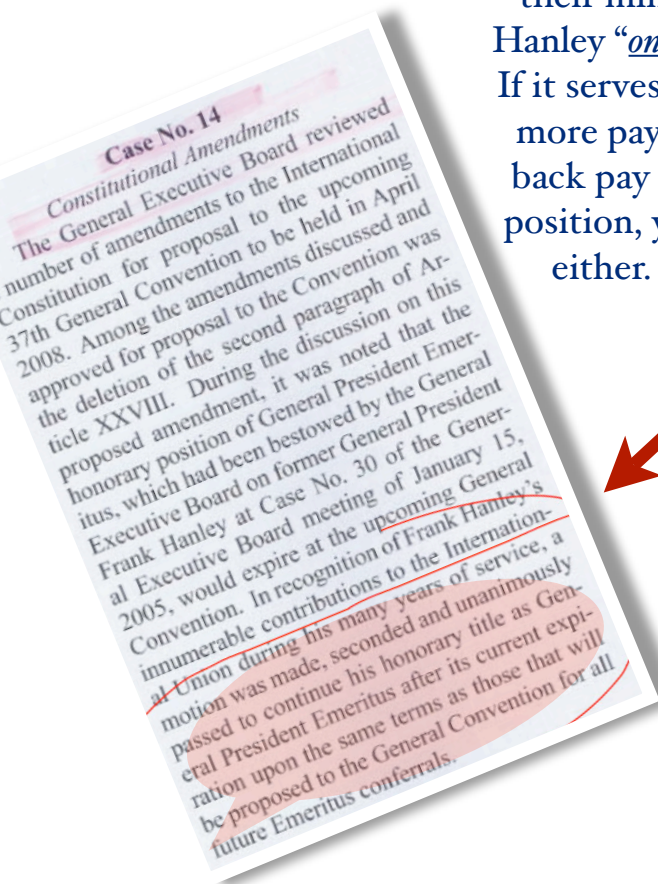 their
Hanley “on
If it serves
more pay
back pay
position, y
either.
Case No. 14
Constitutional Amendments
The General Executive Board reviewed
number of amendments to the International
Constitution for proposal to the upcoming
37th General Convention to be held in April
2008. Among the amendments discussed and
approved for proposal to the Convention was
the deletion of the second paragraph of Ar-
ticle XXVIII. During the discussion on this
proposed amendment, it was noted that the
honorary position of General President Emer-
itus, which had been bestowed by the General
Executive Board on former General President
Frank Hanley at Case No. 30 of the Gener-
al Executive Board meeting of January 15,
2005, would expire at the upcoming General
Convention. In recognition of Frank Hanley's
innumerable contributions to the Internation-
al Union during his many years of service, a
motion was made, seconded and unanimously
passed to continue his honorary title as Gen-
eral President Emeritus after its current expi-
ration upon the same terms as those that will
be proposed to the General Convention for all
future Emeritus conferrals.